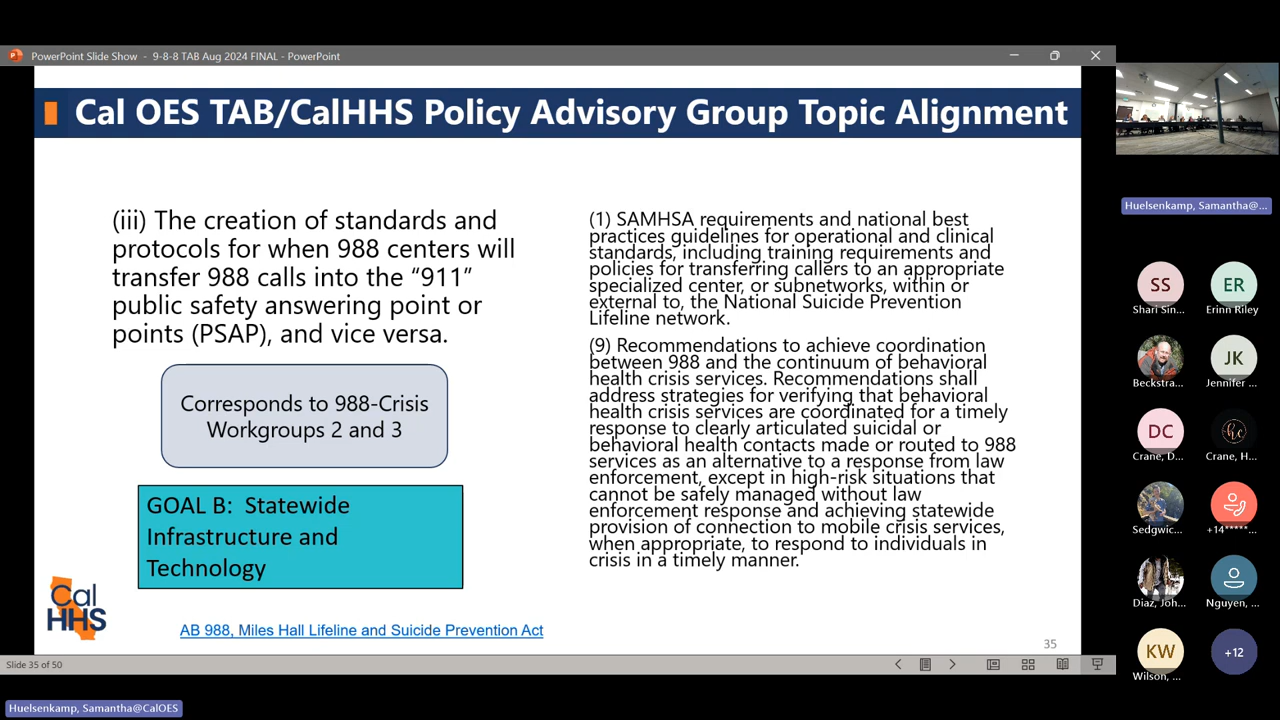 PowerPoint Slide Show - 9-8-8 TAB Aug 2024 FINAL - PowerPoint
Cal OES TAB/CalHHS Policy Advisory Group Topic Alignment
(iii) The creation of standards and
protocols for when 988 centers will
transfer 988 calls into the “911”
public safety answering point or
points (PSAP), and vice versa.
Corresponds to 988-Crisis
Workgroups 2 and 3
GOAL B: Statewide
Infrastructure and
Technology
(1) SAMHSA requirements and national best
practices guidelines for operational and clinical
standards, including training requirements and
policies for transferring callers to an appropriate
specialized center, or subnetworks, within or
external to, the National Suicide Prevention
Lifeline network.
(9) Recommendations to achieve coordination
between 988 and the continuum of behavioral
health crisis services. Recommendations shall
address strategies for verifying that behavioral
health crisis services are coordinated for a timely
response to clearly articulated suicidal or
behavioral health contacts made or routed to 988
services as an alternative to a response from law
enforcement, except in high-risk situations that
cannot be safely managed without law
enforcement response and achieving statewide
provision of connection to mobile crisis services,
when appropriate, to respond to individuals in
crisis in a timely manner.
Cal
HHS
AB 988, Miles Hall Lifeline and Suicide Prevention Act
35
Slide 35 of 50
Huelsenkamp, Samantha@CalOES
Huelsenkamp, Samantha@...
SS
Shari Sin...
ER
Erinn Riley
Beckstra...
JK
Jennifer ...
DC
Crane, D...
hc
Crane, H...
Sedgwic...
+14*****...
Diaz, Joh...
Nguyen, ...
KW
Wilson, ...
+12